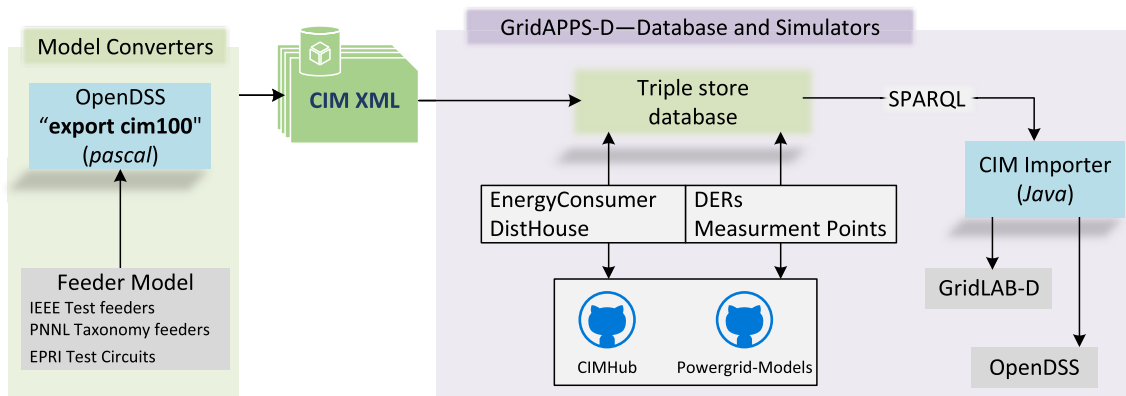 Model Converters
OpenDSS
“export cim100"
(pascal)
Feeder Model
IEEE Test feeders
PNNL Taxonomy feeders
EPRI Test Circuits
CIM XML
GridAPPS-D—Database and Simulators
Triple store
database
SPARQL
CIM Importer
(Java)
EnergyConsumer
DistHouse
DERs
Measurment Points
CIMHub
Powergrid-Models
GridLAB-D
OpenDSS